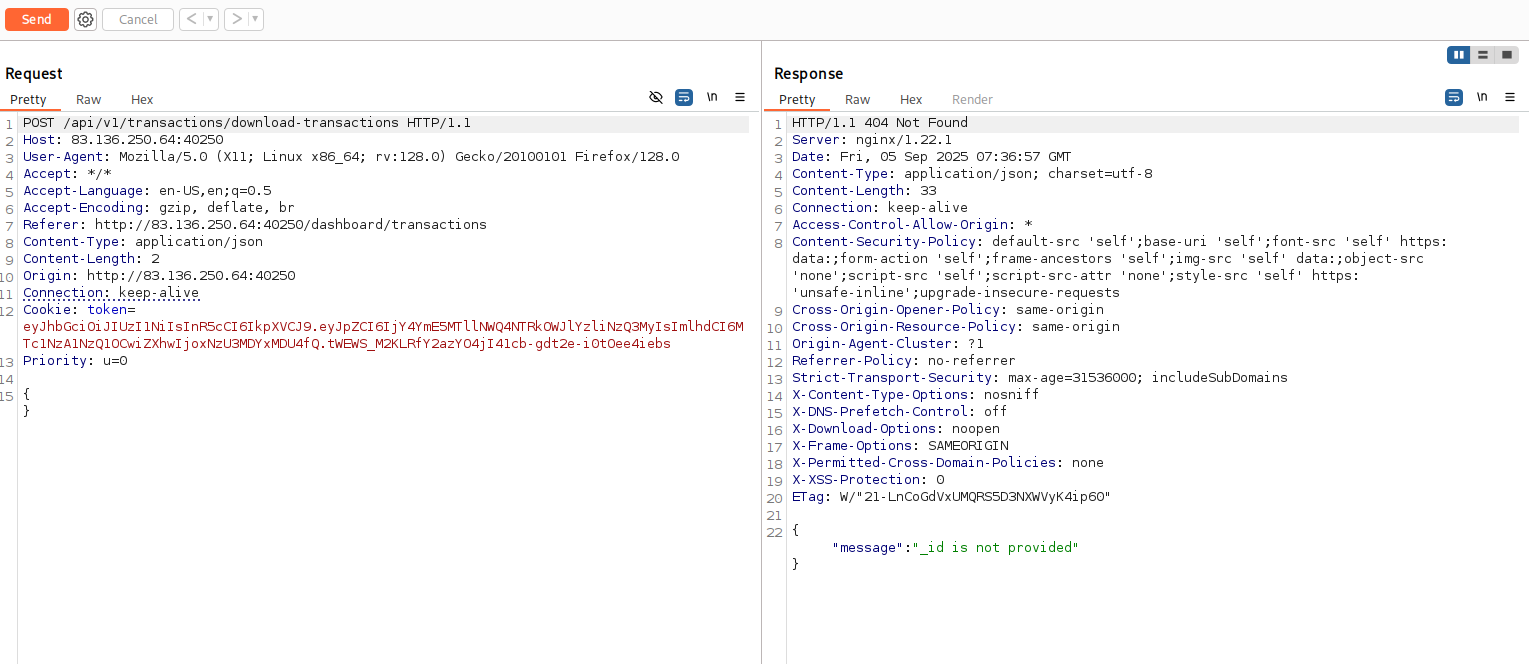 Send Cancel < ▼ > ▼
Request
Pretty Raw Hex \n
1 POST /api/v1/transactions/download-transactions HTTP/1.1
2 Host: 83.136.250.64:40250
3 User-Agent: Mozilla/5.0 (X11; Linux x86_64; rv:128.0) Gecko/20100101 Firefox/128.0
4 Accept: */*
5 Accept-Language: en-US,en;q=0.5
6 Accept-Encoding: gzip, deflate, br
7 Referer: http://83.136.250.64:40250/dashboard/transactions
8 Content-Type: application/json
9 Content-Length: 2
10 Origin: http://83.136.250.64:40250
11 Connection: keep-alive
12 Cookie: token=
eyJhbGciOiJIUzI1NiIsInR5cCI6IkpXVCJ9.eyJpZCI6IjY4YmE5MTllNWQ4NTRkOWJlYzliNzQ3MyIsImlhdCI6M
Tc1NzA1NzQ1OCwiZXhwIjoxNzU3MDYxMDU4fQ.tWEWS_M2KLRfY2azYO4jI41cb-gdt2e-i0tOee4iebs
13 Priority: u=0
14
15 {
}
Response
Pretty Raw Hex Render \n
1 HTTP/1.1 404 Not Found
2 Server: nginx/1.22.1
3 Date: Fri, 05 Sep 2025 07:36:57 GMT
4 Content-Type: application/json; charset=utf-8
5 Content-Length: 33
6 Connection: keep-alive
7 Access-Control-Allow-Origin: *
8 Content-Security-Policy: default-src 'self';base-uri 'self';font-src 'self' https:
data:;form-action 'self';frame-ancestors 'self';img-src 'self' data:;object-src
'none';script-src 'self';script-src-attr 'none';style-src 'self' https:
'unsafe-inline';upgrade-insecure-requests
9 Cross-Origin-Opener-Policy: same-origin
10 Cross-Origin-Resource-Policy: same-origin
11 Origin-Agent-Cluster: ?1
12 Referrer-Policy: no-referrer
13 Strict-Transport-Security: max-age=31536000; includeSubDomains
14 X-Content-Type-Options: nosniff
15 X-DNS-Prefetch-Control: off
16 X-Download-Options: noopen
17 X-Frame-Options: SAMEORIGIN
18 X-Permitted-Cross-Domain-Policies: none
19 X-XSS-Protection: 0
20 ETag: W/"21-LnCoGdVxUMQRS5D3NXWVyK4ip60"
21
22 {
"message":"_id is not provided"
}